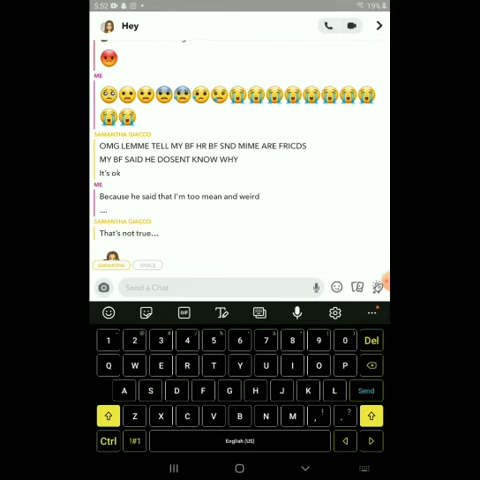 5:52
19%
Hey
ME
SAMANTHA GIACCO
OMG LEMME TELL MY BF HR BF SND MIME ARE FRICDS
MY BF SAID HE DOSENT KNOW WHY
It's ok
ME
Because he said that I'm too mean and weird
....
SAMANTHA GIACCO
That's not true...
SAMANTHA
SPACE
Send a Chat
GIF
1 2 3 4 5 6 7 8 9 0 Del
Q W E R T Y U I O P
A S D F G H J K L Send
Z X C V B N M , ! . ?
Ctrl !#1 English (US)